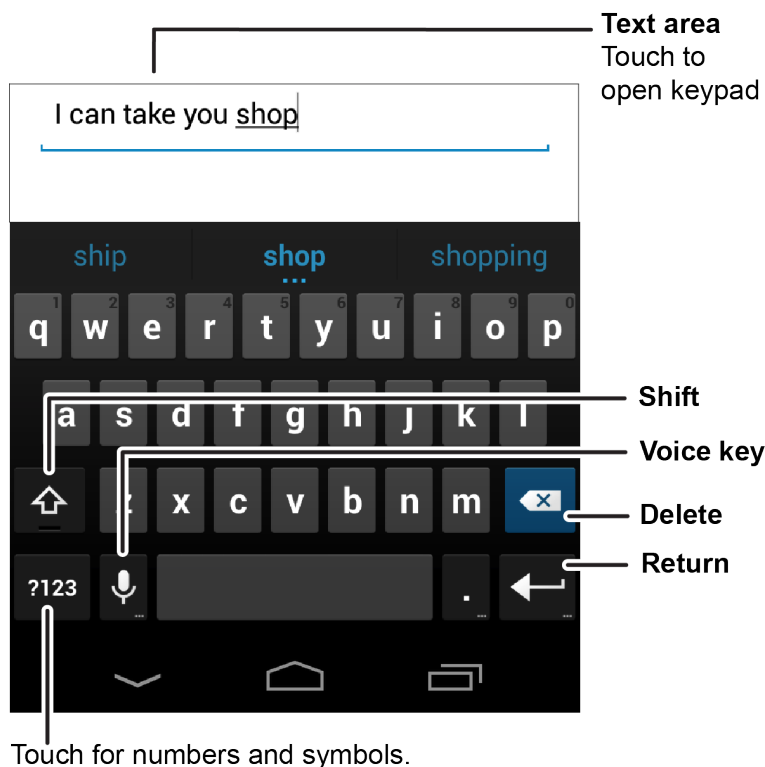 Text area
Touch to
open keypad
I can take you shop
ship shop shopping
1 2 3 4 5 6 7 8 9 0
q w e r t y u i o p
a s d f g h j k l
Shift
Voice key
z x c v b n m
Delete
Return
?123 .
Touch for numbers and symbols.